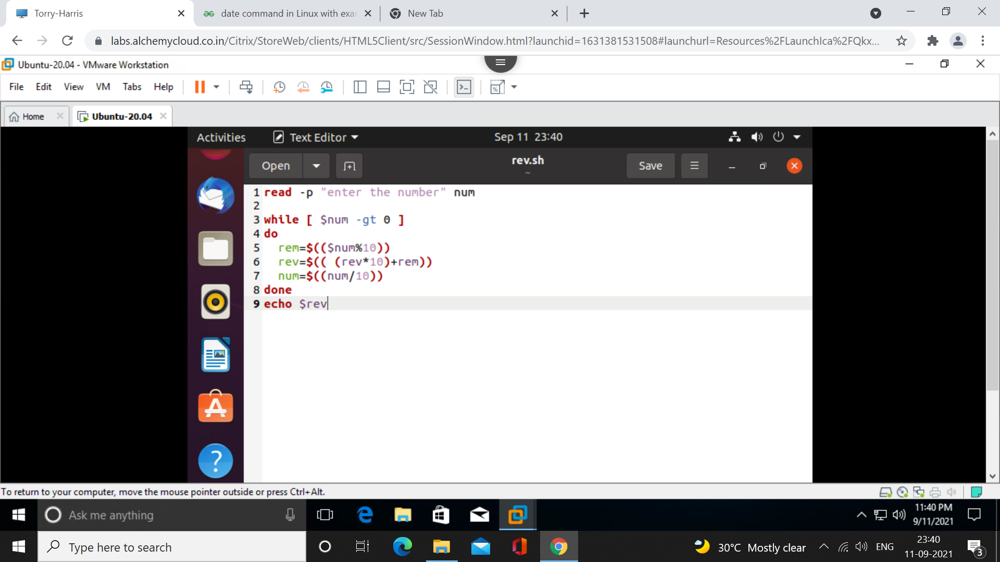 Torry-Harris
date command in Linux with exar
New Tab
labs.alchemycloud.co.in/Citrix/StoreWeb/clients/HTML5Client/src/SessionWindow.html?launchid=1631381531508#launchurl=Resources%2FLaunchIca%2FQkx...
Ubuntu-20.04 - VMware Workstation
File Edit View VM Tabs Help
Home
Ubuntu-20.04
Activities Text Editor Sep 11 23:40
Open rev.sh Save
~
1 read -p "enter the number" num
2
3 while [ $num -gt 0 ]
4 do
5   rem=$(($num%10))
6   rev=$(( (rev*10)+rem))
7   num=$((num/10))
8 done
9 echo $rev
To return to your computer, move the mouse pointer outside or press Ctrl+Alt.
Ask me anything
11:40 PM
9/11/2021
Type here to search
30°C Mostly clear
ENG
23:40
11-09-2021
3